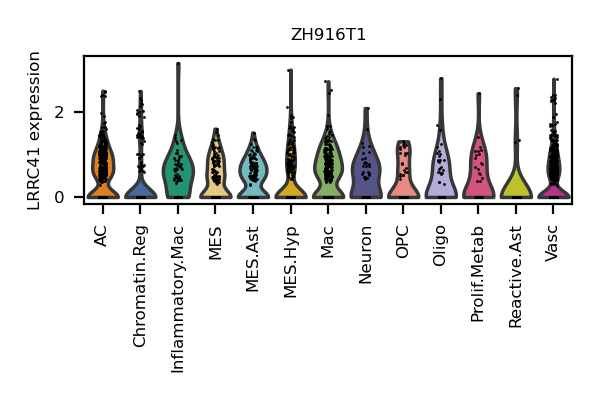 ZH916T1
LRRC41 expression
2
0
AC
Chromatin.Reg
Inflammatory.Mac
MES
MES.Ast
MES.Hyp
Mac
Neuron
OPC
Oligo
Prolif.Metab
Reactive.Ast
Vasc